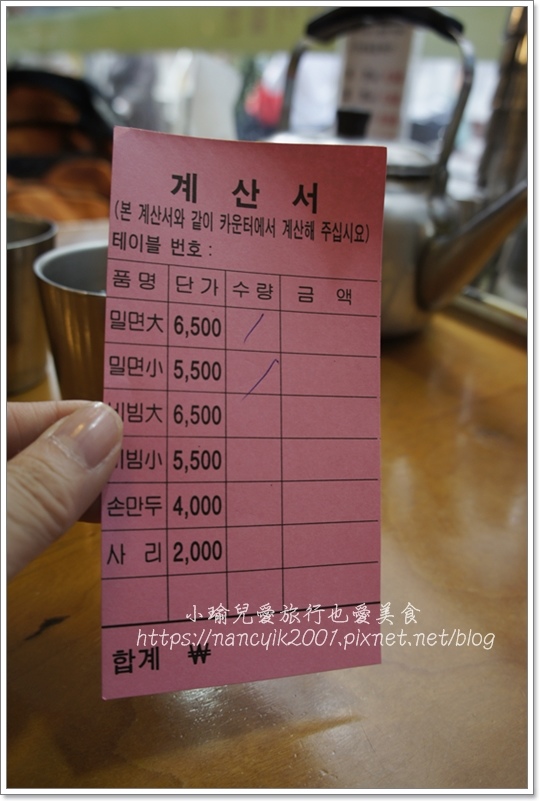 계 산 서
(본 계산서와 같이 카운터에서 계산해 주십시요)
테이블 번호 :
품 명 단 가 수 량 금 액
밀면大 6,500 /
밀면小 5,500 /
비빔大 6,500
비빔小 5,500
손만두 4,000
사 리 2,000
합계 ₩
小瑜兒愛旅行也愛美食
https://nancyik2001.pixnet.net/blog